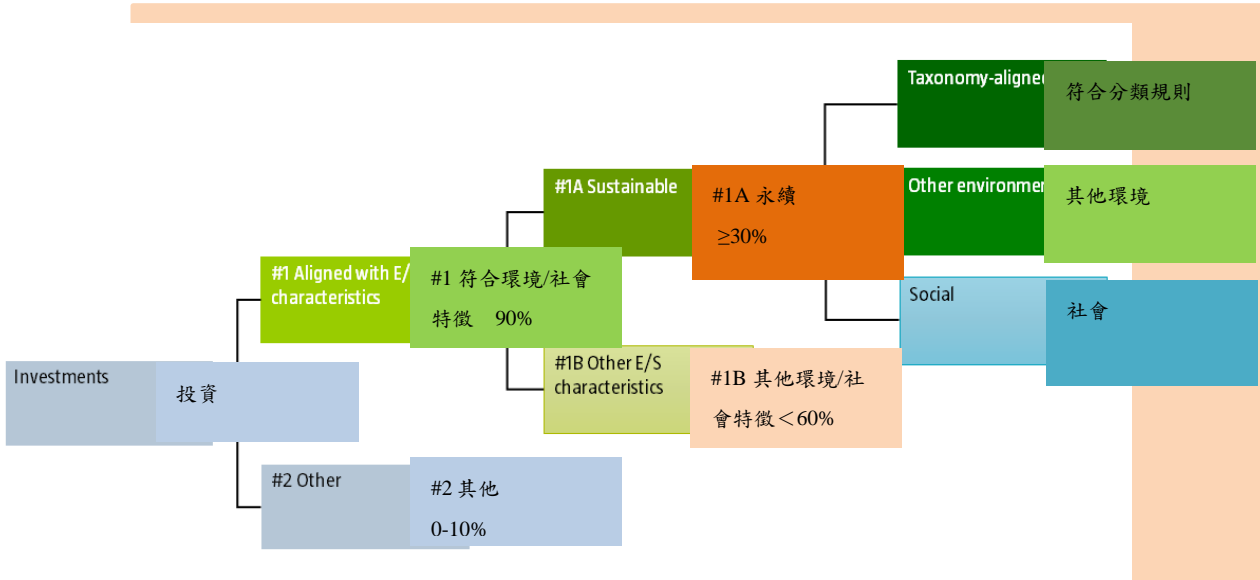 Taxonomy-aligned
符合分類規則
#1A Sustainable
#1A 永續
≥30%
Other environmen
其他環境
#1 Aligned with E/
characteristics
#1 符合環境/社會
特徵 90%
Social
社會
Investments
投資
#1B Other E/S
characteristics
#1B 其他環境/社
會特徵＜60%
#2 Other
#2 其他
0-10%